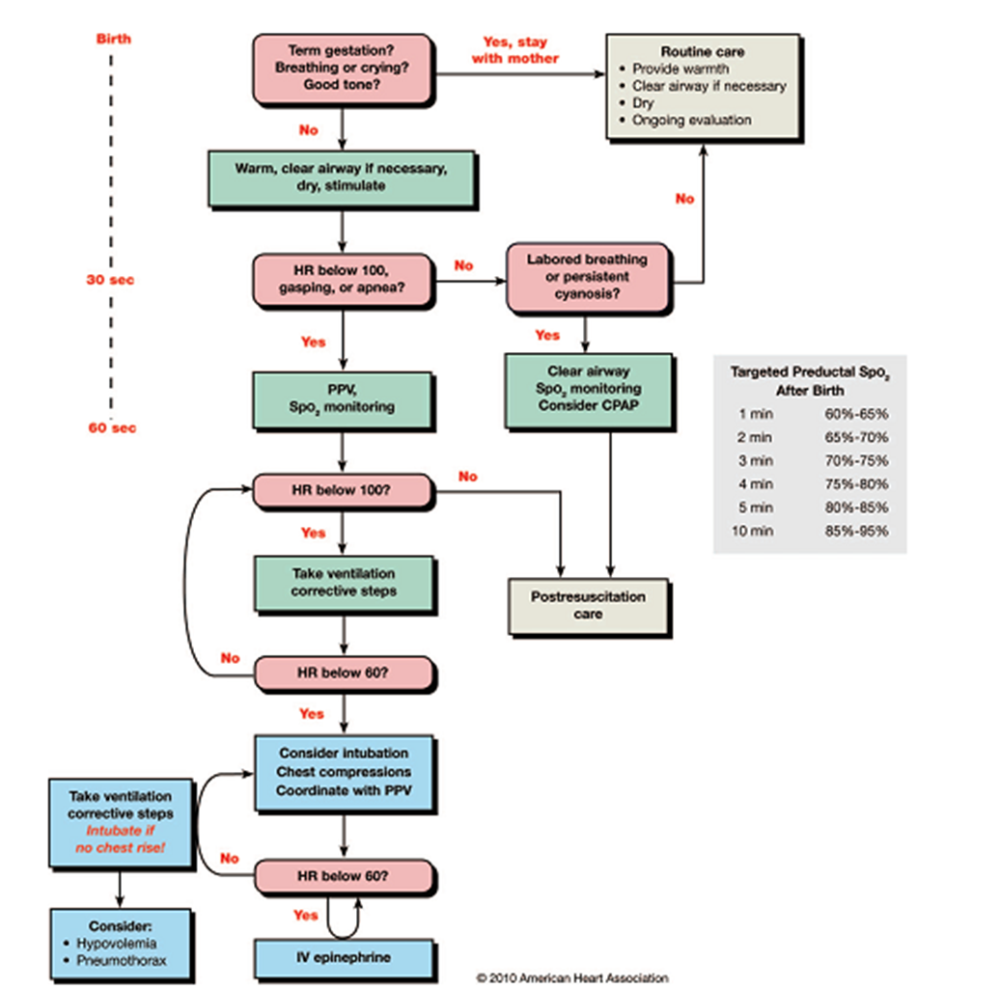 Birth
Term gestation?
Breathing or crying?
Good tone?
Yes, stay
with mother
Routine care
• Provide warmth
• Clear airway if necessary
• Dry
• Ongoing evaluation
No
Warm, clear airway if necessary,
dry, stimulate
No
30 sec
HR below 100,
gasping, or apnea?
No
Labored breathing
or persistent
cyanosis?
Yes
Yes
PPV,
Spo₂ monitoring
Clear airway
Spo₂ monitoring
Consider CPAP
60 sec
Targeted Preductal Spo₂
After Birth
1 min 60%-65%
2 min 65%-70%
3 min 70%-75%
4 min 75%-80%
5 min 80%-85%
10 min 85%-95%
HR below 100?
No
Yes
Take ventilation
corrective steps
Postresuscitation
care
No
HR below 60?
Yes
Consider intubation
Chest compressions
Coordinate with PPV
Take ventilation
corrective steps
Intubate if
no chest rise!
No
HR below 60?
Yes
Consider:
• Hypovolemia
• Pneumothorax
IV epinephrine
© 2010 American Heart Association